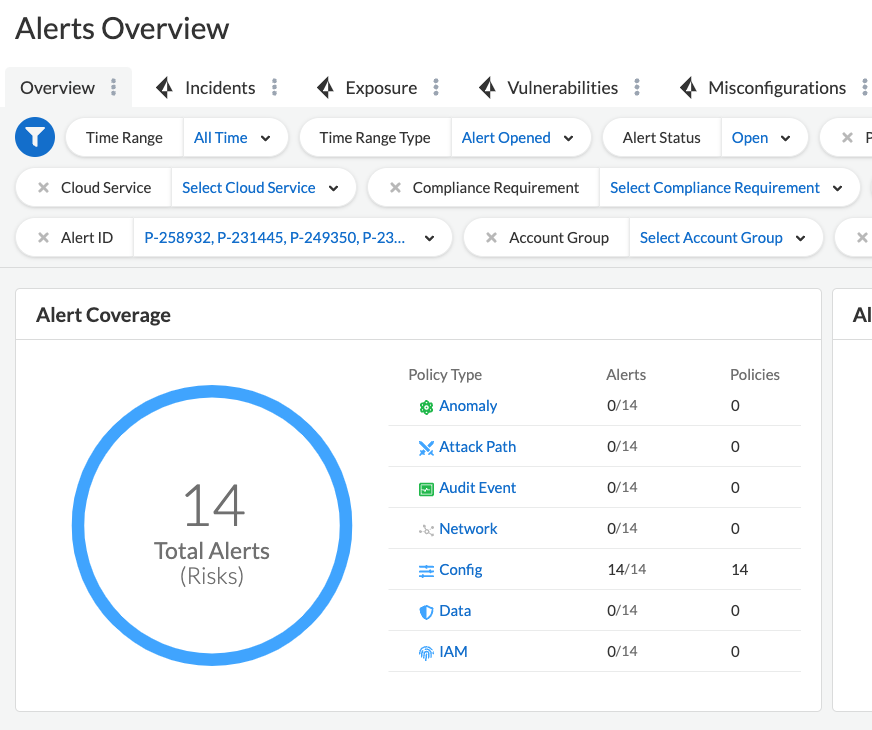 Alerts Overview
Overview Incidents Exposure Vulnerabilities Misconfigurations
Time Range All Time Time Range Type Alert Opened Alert Status Open
Cloud Service Select Cloud Service Compliance Requirement Select Compliance Requirement
Alert ID P-258932, P-231445, P-249350, P-23... Account Group Select Account Group
Alert Coverage Al
Policy Type Alerts Policies
Anomaly 0/14 0
Attack Path 0/14 0
Audit Event 0/14 0
Network 0/14 0
Config 14/14 14
Data 0/14 0
IAM 0/14 0
14
Total Alerts
(Risks)